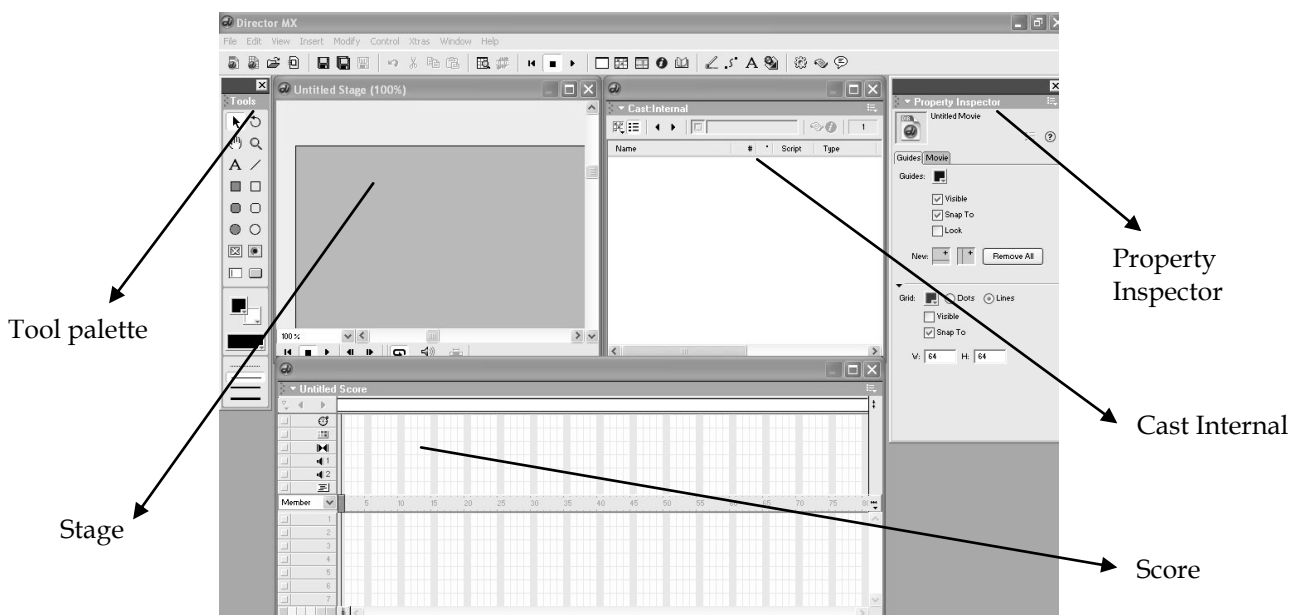 Director MX
File Edit View Insert Modify Control Xtras Window Help
Tools
Untitled Stage (100%)
Cast:Internal
1
Name # * Script Type
Property Inspector
Untitled Movie
Guides Movie
Guides:
Visible
Snap To
Lock
New: Remove All
Grid: Dots Lines
Visible
Snap To
W: 64 H: 64
100 %
Untitled Score
1
2
Member 5 10 15 20 25 30 35 40 45 50 55 60 65 70 75 80
1
2
3
4
5
6
7
Tool palette
Stage
Property
Inspector
Cast Internal
Score